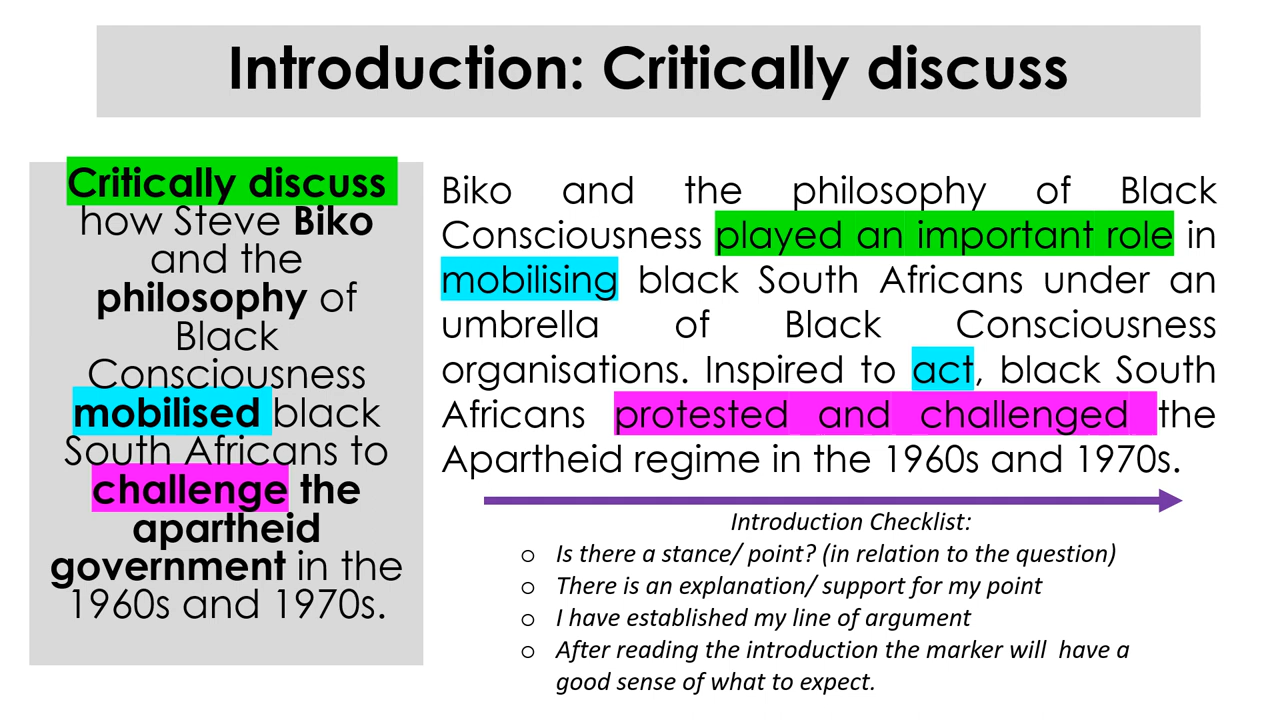 Introduction: Critically discuss
Critically discuss
how Steve Biko
and the
philosophy of
Black
Consciousness
mobilised black
South Africans to
challenge the
apartheid
government in the
1960s and 1970s.
Biko and the philosophy of Black
Consciousness played an important role in
mobilising black South Africans under an
umbrella of Black Consciousness
organisations. Inspired to act, black South
Africans protested and challenged the
Apartheid regime in the 1960s and 1970s.
Introduction Checklist:
o Is there a stance/ point? (in relation to the question)
o There is an explanation/ support for my point
o I have established my line of argument
o After reading the introduction the marker will have a
good sense of what to expect.